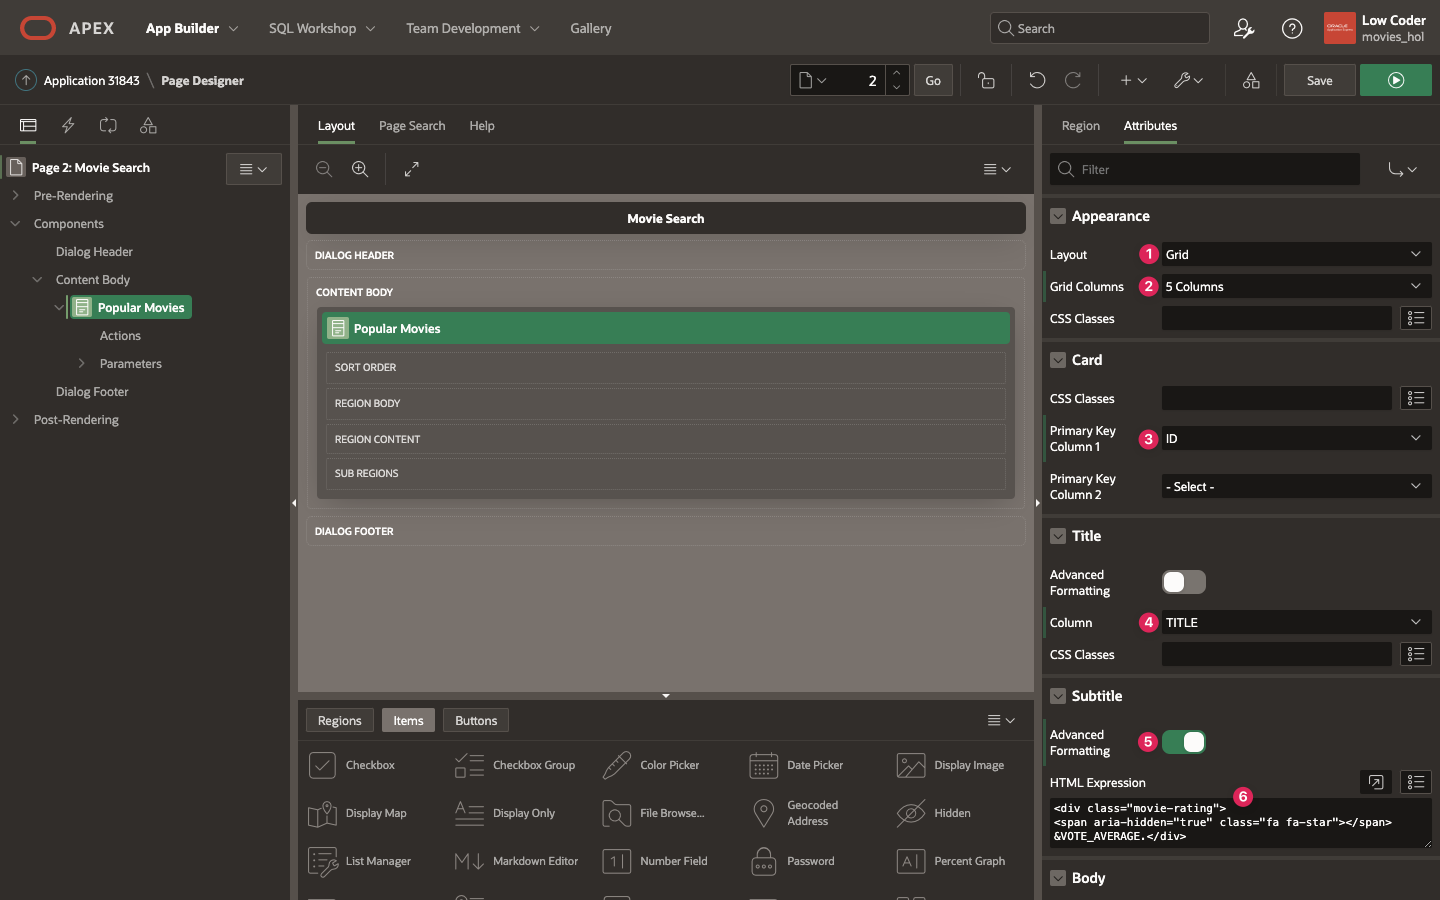 APEX
App Builder
SQL Workshop
Team Development
Gallery
Search
ORACLE
Low Coder
movies_hol
Application 31843 \ Page Designer
2
Go
Save
Page 2: Movie Search
Pre-Rendering
Components
Dialog Header
Content Body
Popular Movies
Actions
Parameters
Dialog Footer
Post-Rendering
Layout
Page Search
Help
Movie Search
DIALOG HEADER
CONTENT BODY
Popular Movies
SORT ORDER
REGION BODY
REGION CONTENT
SUB REGIONS
DIALOG FOOTER
Regions
Items
Buttons
Checkbox
Checkbox Group
Color Picker
Date Picker
Display Image
Display Map
Display Only
File Browse...
Geocoded
Address
Hidden
List Manager
Markdown Editor
Number Field
Password
Percent Graph
Region
Attributes
Filter
Appearance
Layout
1
Grid
Grid Columns
2
5 Columns
CSS Classes
Card
CSS Classes
Primary Key
Column 1
3
ID
Primary Key
Column 2
- Select -
Title
Advanced
Formatting
Column
4
TITLE
CSS Classes
Subtitle
Advanced
Formatting
5
HTML Expression
6
<div class="movie-rating">
<span aria-hidden="true" class="fa fa-star"></span>
&VOTE_AVERAGE.</div>
Body